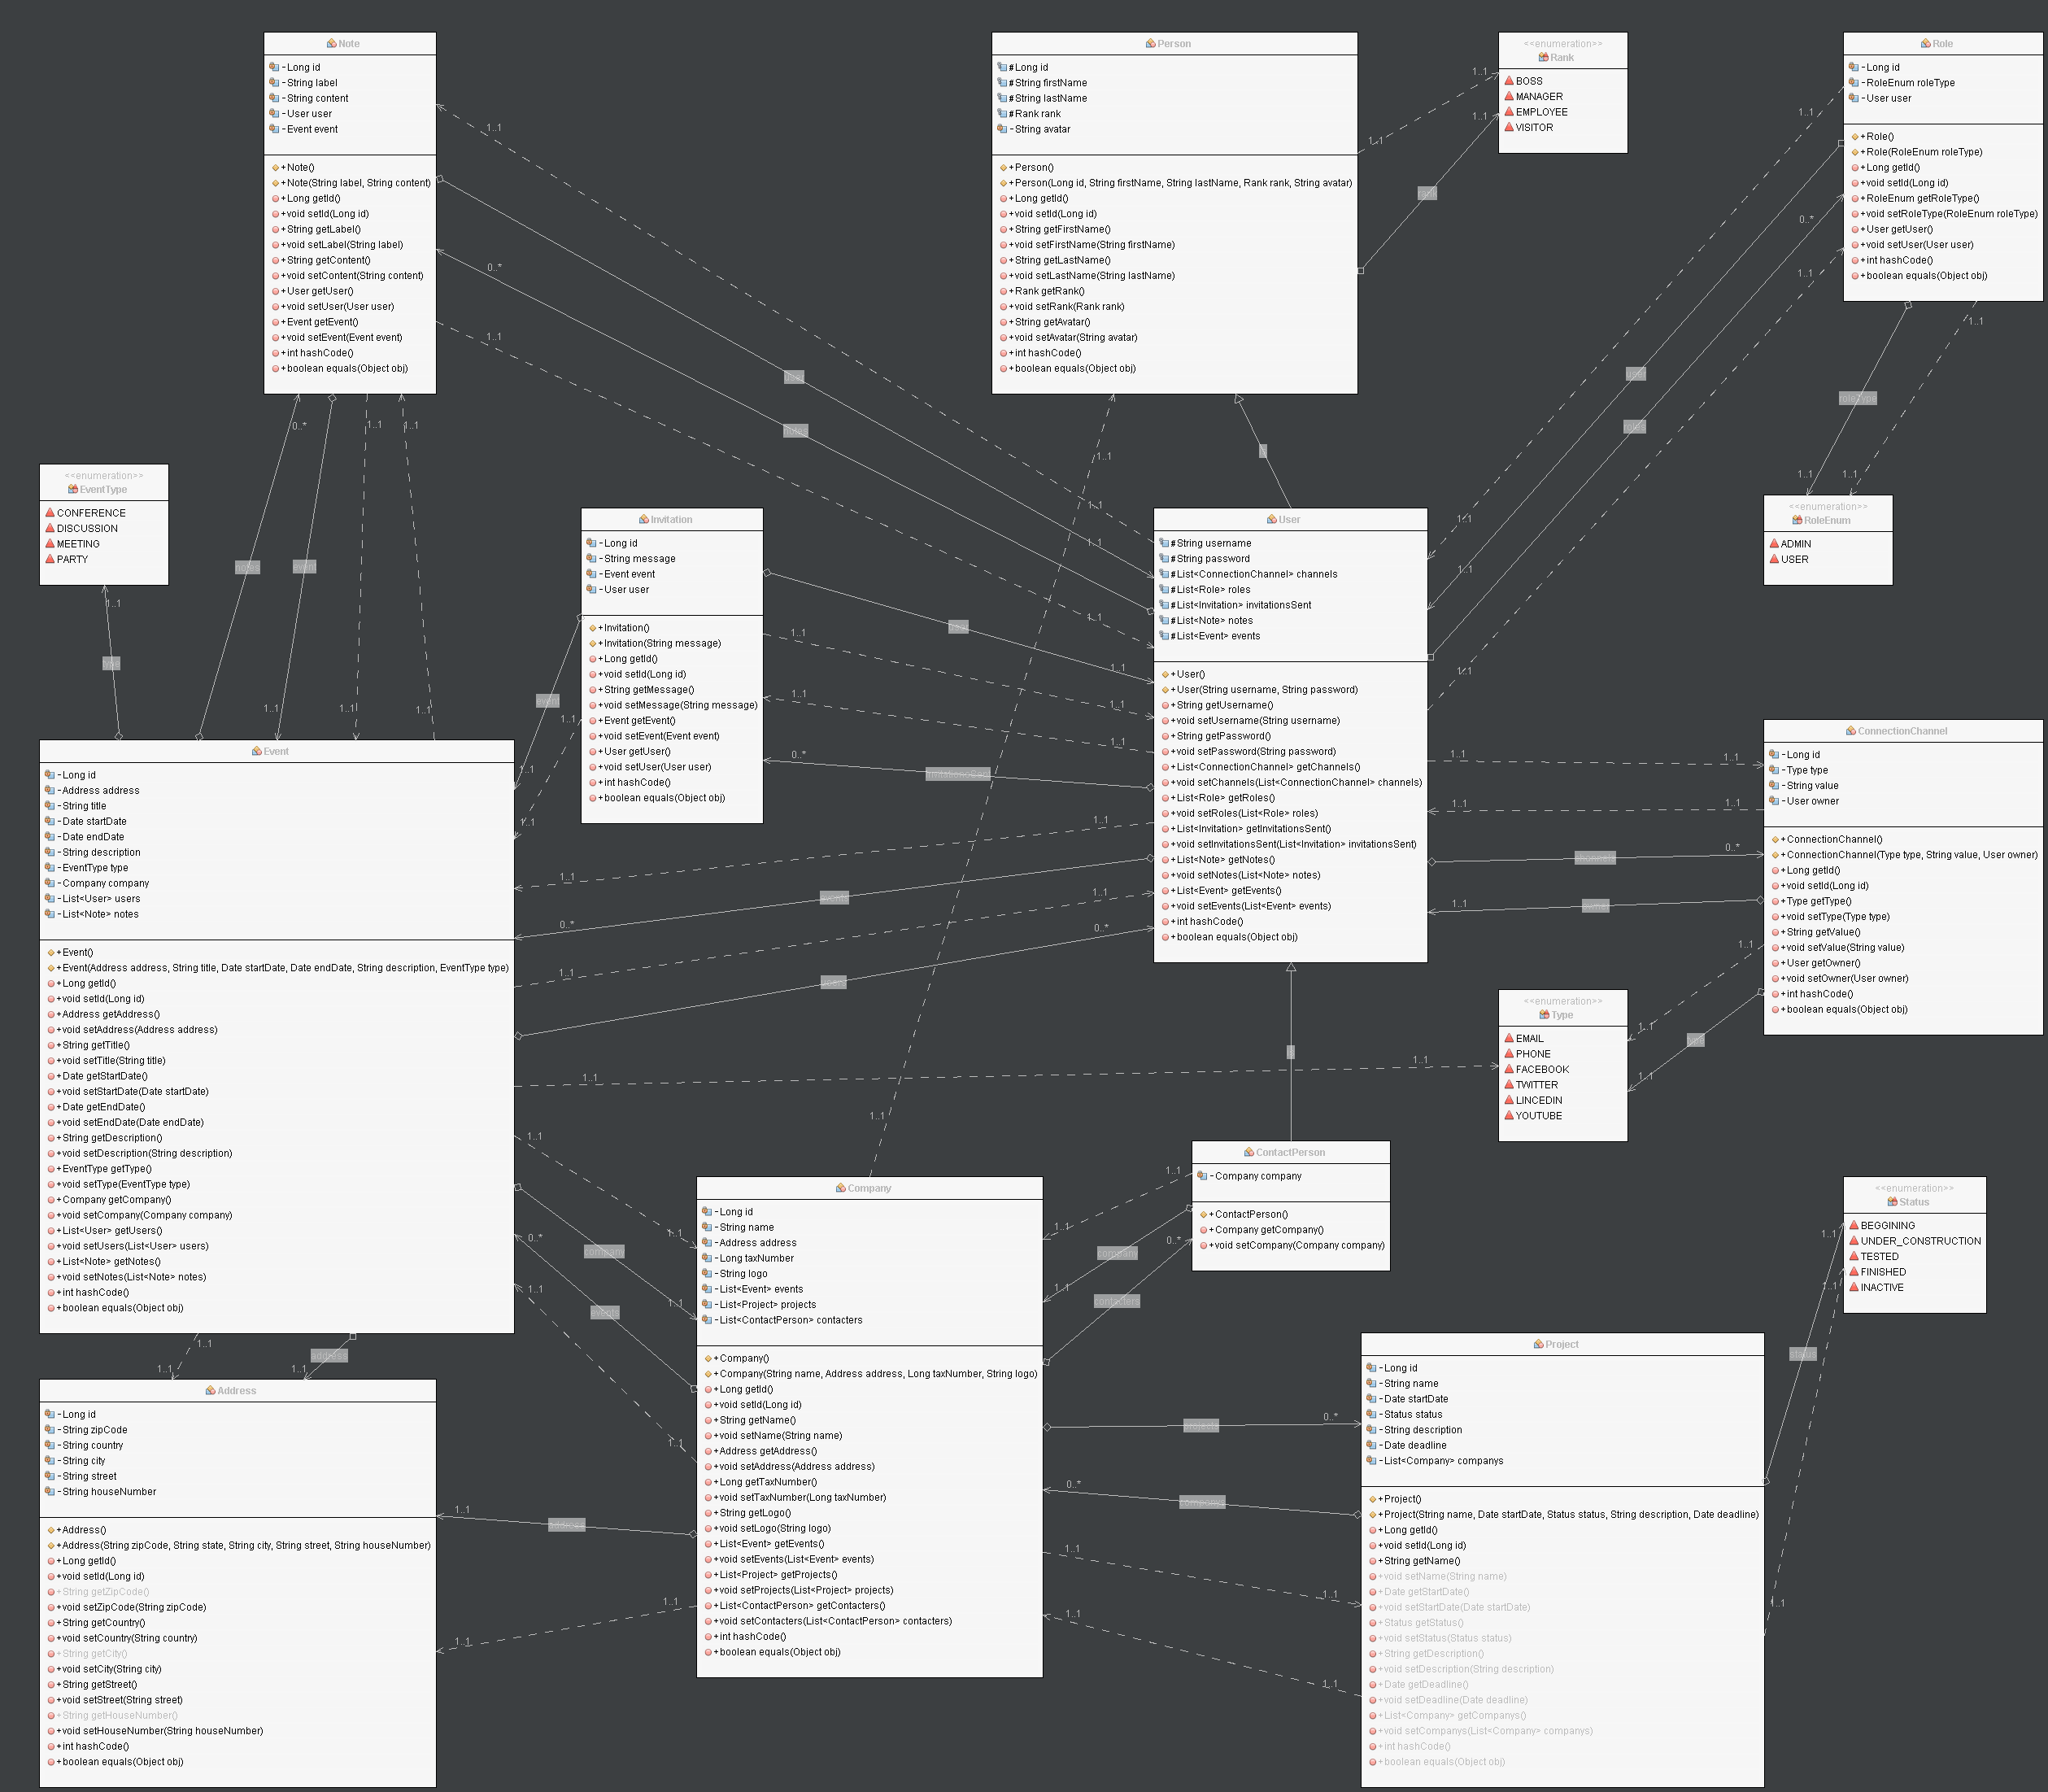 Note
-Long id
-String label
-String content
-User user
-Event event
+Note()
+Note(String label, String content)
+Long getId()
+void setId(Long id)
+String getLabel()
+void setLabel(String label)
+String getContent()
+void setContent(String content)
+User getUser()
+void setUser(User user)
+Event getEvent()
+void setEvent(Event event)
+int hashCode()
+boolean equals(Object obj)
Person
#Long id
#String firstName
#String lastName
#Rank rank
-String avatar
+Person()
+Person(Long id, String firstName, String lastName, Rank rank, String avatar)
+Long getId()
+void setId(Long id)
+String getFirstName()
+void setFirstName(String firstName)
+String getLastName()
+void setLastName(String lastName)
+Rank getRank()
+void setRank(Rank rank)
+String getAvatar()
+void setAvatar(String avatar)
+int hashCode()
+boolean equals(Object obj)
<<enumeration>>
Rank
BOSS
MANAGER
EMPLOYEE
VISITOR
Role
-Long id
-RoleEnum roleType
-User user
+Role()
+Role(RoleEnum roleType)
+Long getId()
+void setId(Long id)
+RoleEnum getRoleType()
+void setRoleType(RoleEnum roleType)
+User getUser()
+void setUser(User user)
+int hashCode()
+boolean equals(Object obj)
<<enumeration>>
EventType
CONFERENCE
DISCUSSION
MEETING
PARTY
Invitation
-Long id
-String message
-Event event
-User user
+Invitation()
+Invitation(String message)
+Long getId()
+void setId(Long id)
+String getMessage()
+void setMessage(String message)
+Event getEvent()
+void setEvent(Event event)
+User getUser()
+void setUser(User user)
+int hashCode()
+boolean equals(Object obj)
User
#String username
#String password
#List<ConnectionChannel> channels
#List<Role> roles
#List<Invitation> invitationsSent
#List<Note> notes
#List<Event> events
+User()
+User(String username, String password)
+String getUsername()
+void setUsername(String username)
+String getPassword()
+void setPassword(String password)
+List<ConnectionChannel> getChannels()
+void setChannels(List<ConnectionChannel> channels)
+List<Role> getRoles()
+void setRoles(List<Role> roles)
+List<Invitation> getInvitationsSent()
+void setInvitationsSent(List<Invitation> invitationsSent)
+List<Note> getNotes()
+void setNotes(List<Note> notes)
+List<Event> getEvents()
+void setEvents(List<Event> events)
+int hashCode()
+boolean equals(Object obj)
<<enumeration>>
RoleEnum
ADMIN
USER
Event
-Long id
-Address address
-String title
-Date startDate
-Date endDate
-String description
-EventType type
-Company company
-List<User> users
-List<Note> notes
+Event()
+Event(Address address, String title, Date startDate, Date endDate, String description, EventType type)
+Long getId()
+void setId(Long id)
+Address getAddress()
+void setAddress(Address address)
+String getTitle()
+void setTitle(String title)
+Date getStartDate()
+void setStartDate(Date startDate)
+Date getEndDate()
+void setEndDate(Date endDate)
+String getDescription()
+void setDescription(String description)
+EventType getType()
+void setType(EventType type)
+Company getCompany()
+void setCompany(Company company)
+List<User> getUsers()
+void setUsers(List<User> users)
+List<Note> getNotes()
+void setNotes(List<Note> notes)
+int hashCode()
+boolean equals(Object obj)
ConnectionChannel
-Long id
-Type type
-String value
-User owner
+ConnectionChannel()
+ConnectionChannel(Type type, String value, User owner)
+Long getId()
+void setId(Long id)
+Type getType()
+void setType(Type type)
+String getValue()
+void setValue(String value)
+User getOwner()
+void setOwner(User owner)
+int hashCode()
+boolean equals(Object obj)
<<enumeration>>
Type
EMAIL
PHONE
FACEBOOK
TWITTER
LINCEDIN
YOUTUBE
ContactPerson
-Company company
+ContactPerson()
+Company getCompany()
+void setCompany(Company company)
Company
-Long id
-String name
-Address address
-Long taxNumber
-String logo
-List<Event> events
-List<Project> projects
-List<ContactPerson> contacters
+Company()
+Company(String name, Address address, Long taxNumber, String logo)
+Long getId()
+void setId(Long id)
+String getName()
+void setName(String name)
+Address getAddress()
+void setAddress(Address address)
+Long getTaxNumber()
+void setTaxNumber(Long taxNumber)
+String getLogo()
+void setLogo(String logo)
+List<Event> getEvents()
+void setEvents(List<Event> events)
+List<Project> getProjects()
+void setProjects(List<Project> projects)
+List<ContactPerson> getContacters()
+void setContacters(List<ContactPerson> contacters)
+int hashCode()
+boolean equals(Object obj)
<<enumeration>>
Status
BEGGINING
UNDER_CONSTRUCTION
TESTED
FINISHED
INACTIVE
Address
-Long id
-String zipCode
-String country
-String city
-String street
-String houseNumber
+Address()
+Address(String zipCode, String state, String city, String street, String houseNumber)
+Long getId()
+void setId(Long id)
+String getZipCode()
+void setZipCode(String zipCode)
+String getCountry()
+void setCountry(String country)
+String getCity()
+void setCity(String city)
+String getStreet()
+void setStreet(String street)
+String getHouseNumber()
+void setHouseNumber(String houseNumber)
+int hashCode()
+boolean equals(Object obj)
Project
-Long id
-String name
-Date startDate
-Status status
-String description
-Date deadline
-List<Company> companys
+Project()
+Project(String name, Date startDate, Status status, String description, Date deadline)
+Long getId()
+void setId(Long id)
+String getName()
+void setName(String name)
+Date getStartDate()
+void setStartDate(Date startDate)
+Status getStatus()
+void setStatus(Status status)
+String getDescription()
+void setDescription(String description)
+Date getDeadline()
+void setDeadline(Date deadline)
+List<Company> getCompanys()
+void setCompanys(List<Company> companys)
+int hashCode()
+boolean equals(Object obj)
roleType
event
company
events
company
contacters
address
projects
status
1..1
0..*